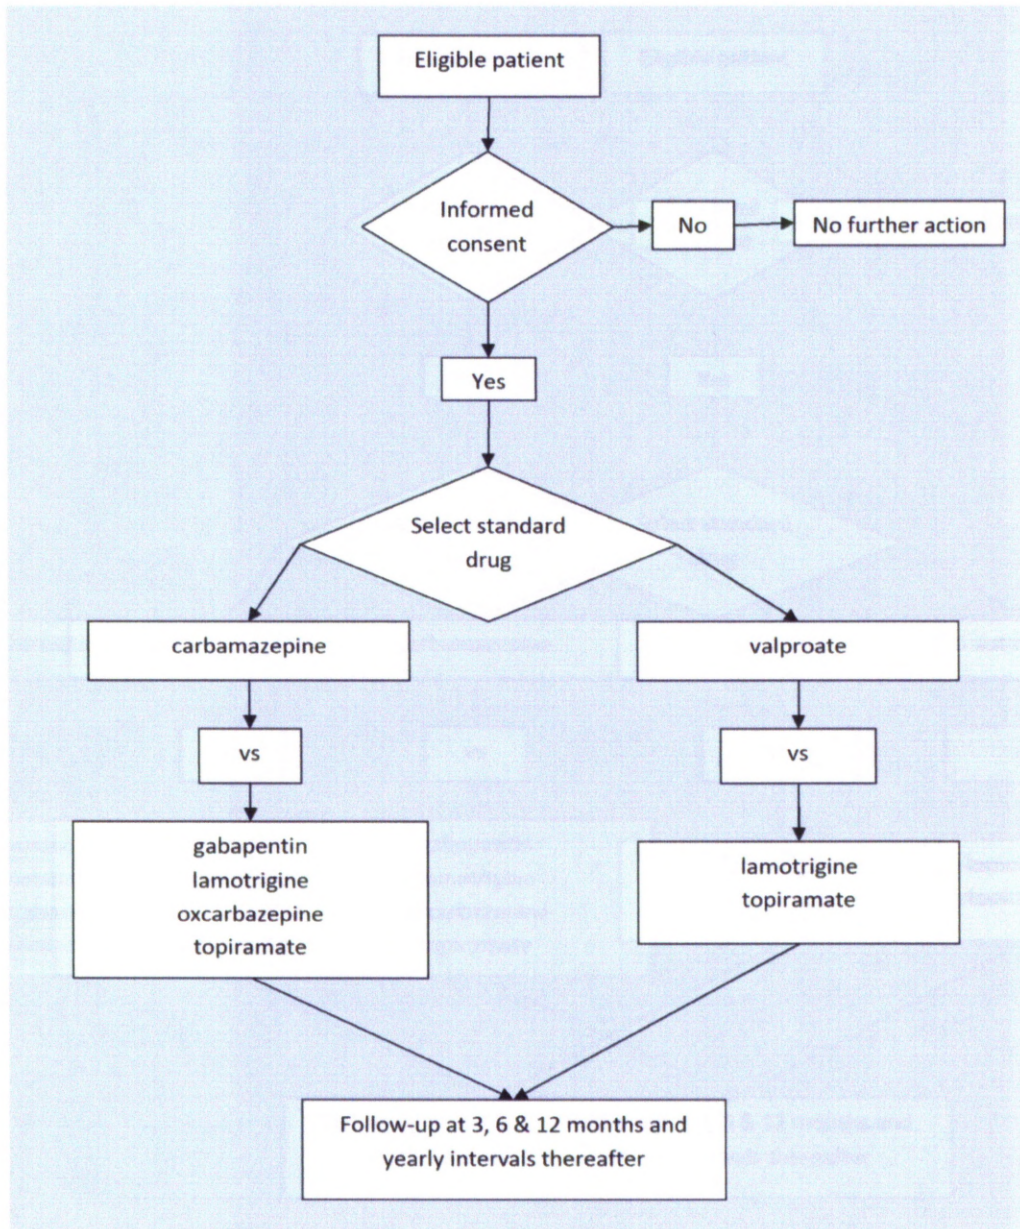 Eligible patient
Informed
consent
No
No further action
Yes
Select standard
drug
carbamazepine
valproate
vs
vs
gabapentin
lamotrigine
oxcarbazepine
topiramate
lamotrigine
topiramate
Follow-up at 3, 6 & 12 months and
yearly intervals thereafter